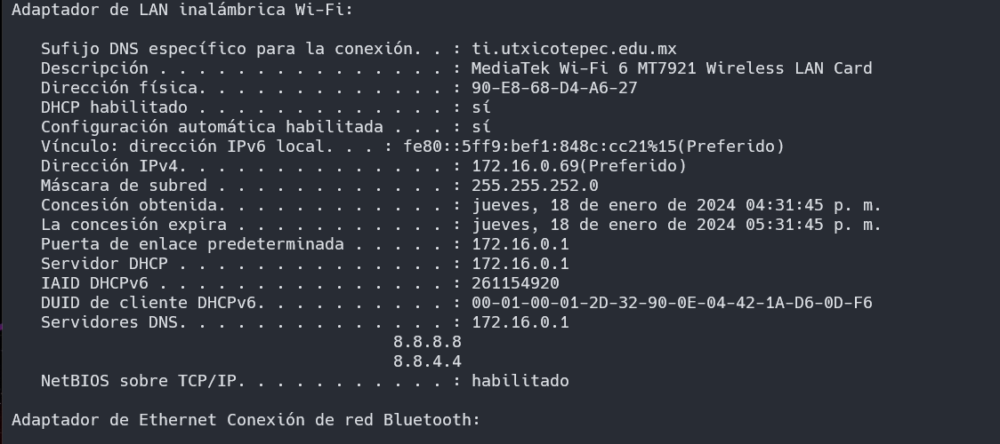 Adaptador de LAN inalámbrica Wi-Fi:
Sufijo DNS específico para la conexión. . : ti.utxicotepec.edu.mx
Descripción . . . . . . . . . . . . . . . : MediaTek Wi-Fi 6 MT7921 Wireless LAN Card
Dirección física. . . . . . . . . . . . . : 90-E8-68-D4-A6-27
DHCP habilitado . . . . . . . . . . . . . : sí
Configuración automática habilitada . . . : sí
Vínculo: dirección IPv6 local. . . : fe80::5ff9:bef1:848c:cc21%15(Preferido)
Dirección IPv4. . . . . . . . . . . . . . : 172.16.0.69(Preferido)
Máscara de subred . . . . . . . . . . . . : 255.255.252.0
Concesión obtenida. . . . . . . . . . . . : jueves, 18 de enero de 2024 04:31:45 p. m.
La concesión expira . . . . . . . . . . . : jueves, 18 de enero de 2024 05:31:45 p. m.
Puerta de enlace predeterminada . . . . . : 172.16.0.1
Servidor DHCP . . . . . . . . . . . . . . : 172.16.0.1
IAID DHCPv6 . . . . . . . . . . . . . . . : 261154920
DUID de cliente DHCPv6. . . . . . . . . . : 00-01-00-01-2D-32-90-0E-04-42-1A-D6-0D-F6
Servidores DNS. . . . . . . . . . . . . . : 172.16.0.1
8.8.8.8
8.8.4.4
NetBIOS sobre TCP/IP. . . . . . . . . . . : habilitado
Adaptador de Ethernet Conexión de red Bluetooth: